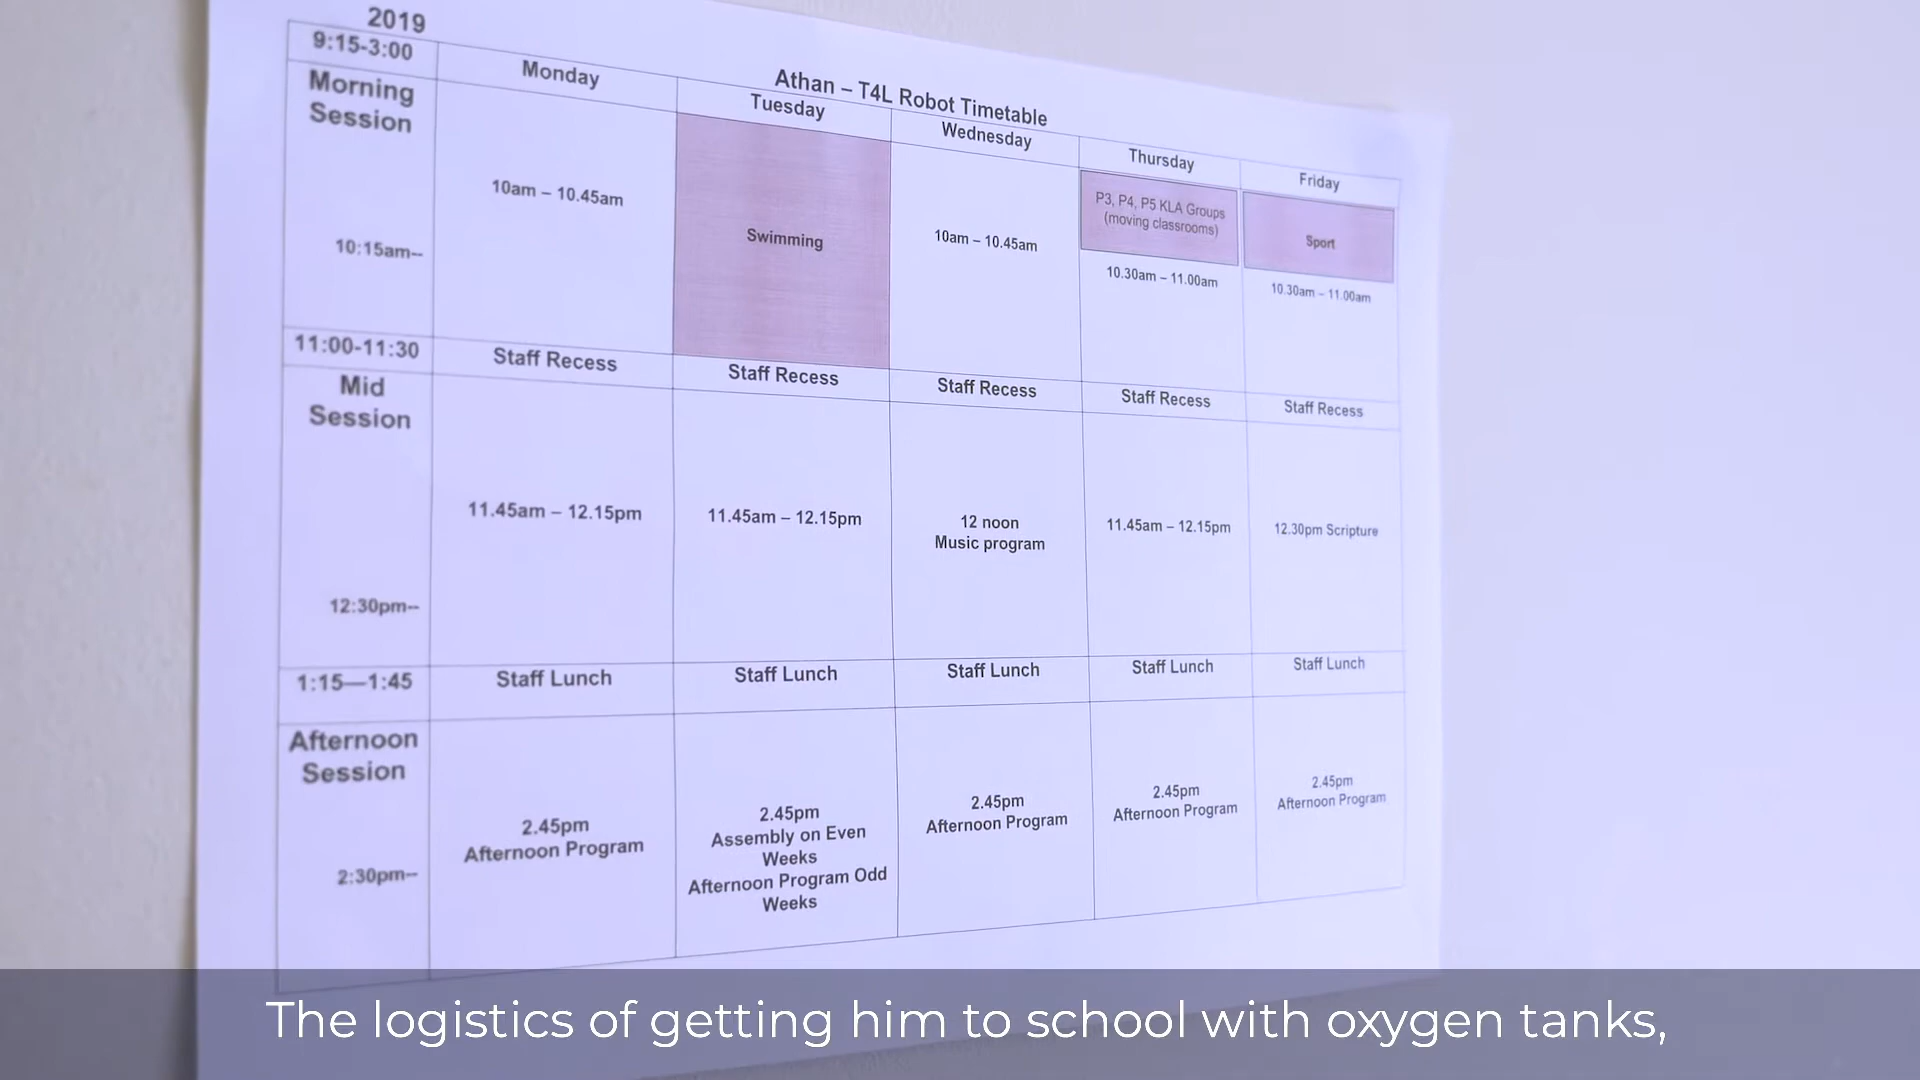 2019
Athan – T4L Robot Timetable
9:15-3:00
Monday
Tuesday
Wednesday
Thursday
Friday
Morning
Session
10:15am--
10am – 10.45am
Swimming
10am – 10.45am
P3, P4, P5 KLA Groups
(moving classrooms)
10.30am – 11.00am
Sport
10.30am – 11.00am
11:00-11:30
Staff Recess
Staff Recess
Staff Recess
Staff Recess
Staff Recess
Mid
Session
12:30pm--
11.45am – 12.15pm
11.45am – 12.15pm
12 noon
Music program
11.45am – 12.15pm
12.30pm Scripture
1:15—1:45
Staff Lunch
Staff Lunch
Staff Lunch
Staff Lunch
Staff Lunch
Afternoon
Session
2:30pm--
2.45pm
Afternoon Program
2.45pm
Assembly on Even
Weeks
Afternoon Program Odd
Weeks
2.45pm
Afternoon Program
2.45pm
Afternoon Program
2.45pm
Afternoon Program
The logistics of getting him to school with oxygen tanks,